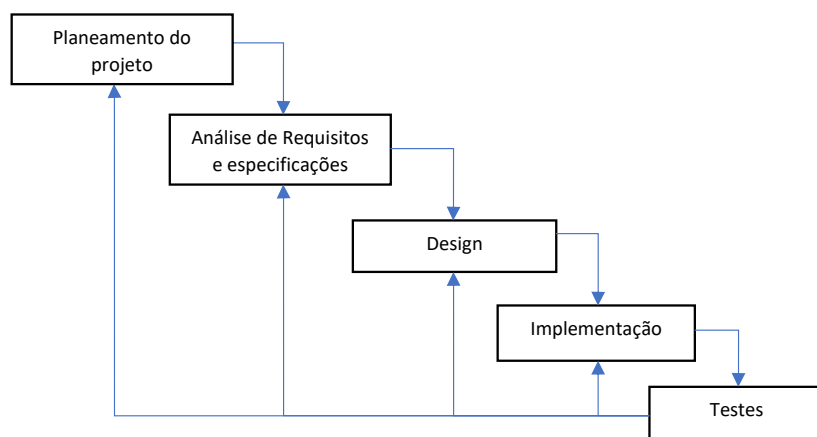 Planeamento do
projeto
Análise de Requisitos
e especificações
Design
Implementação
Testes